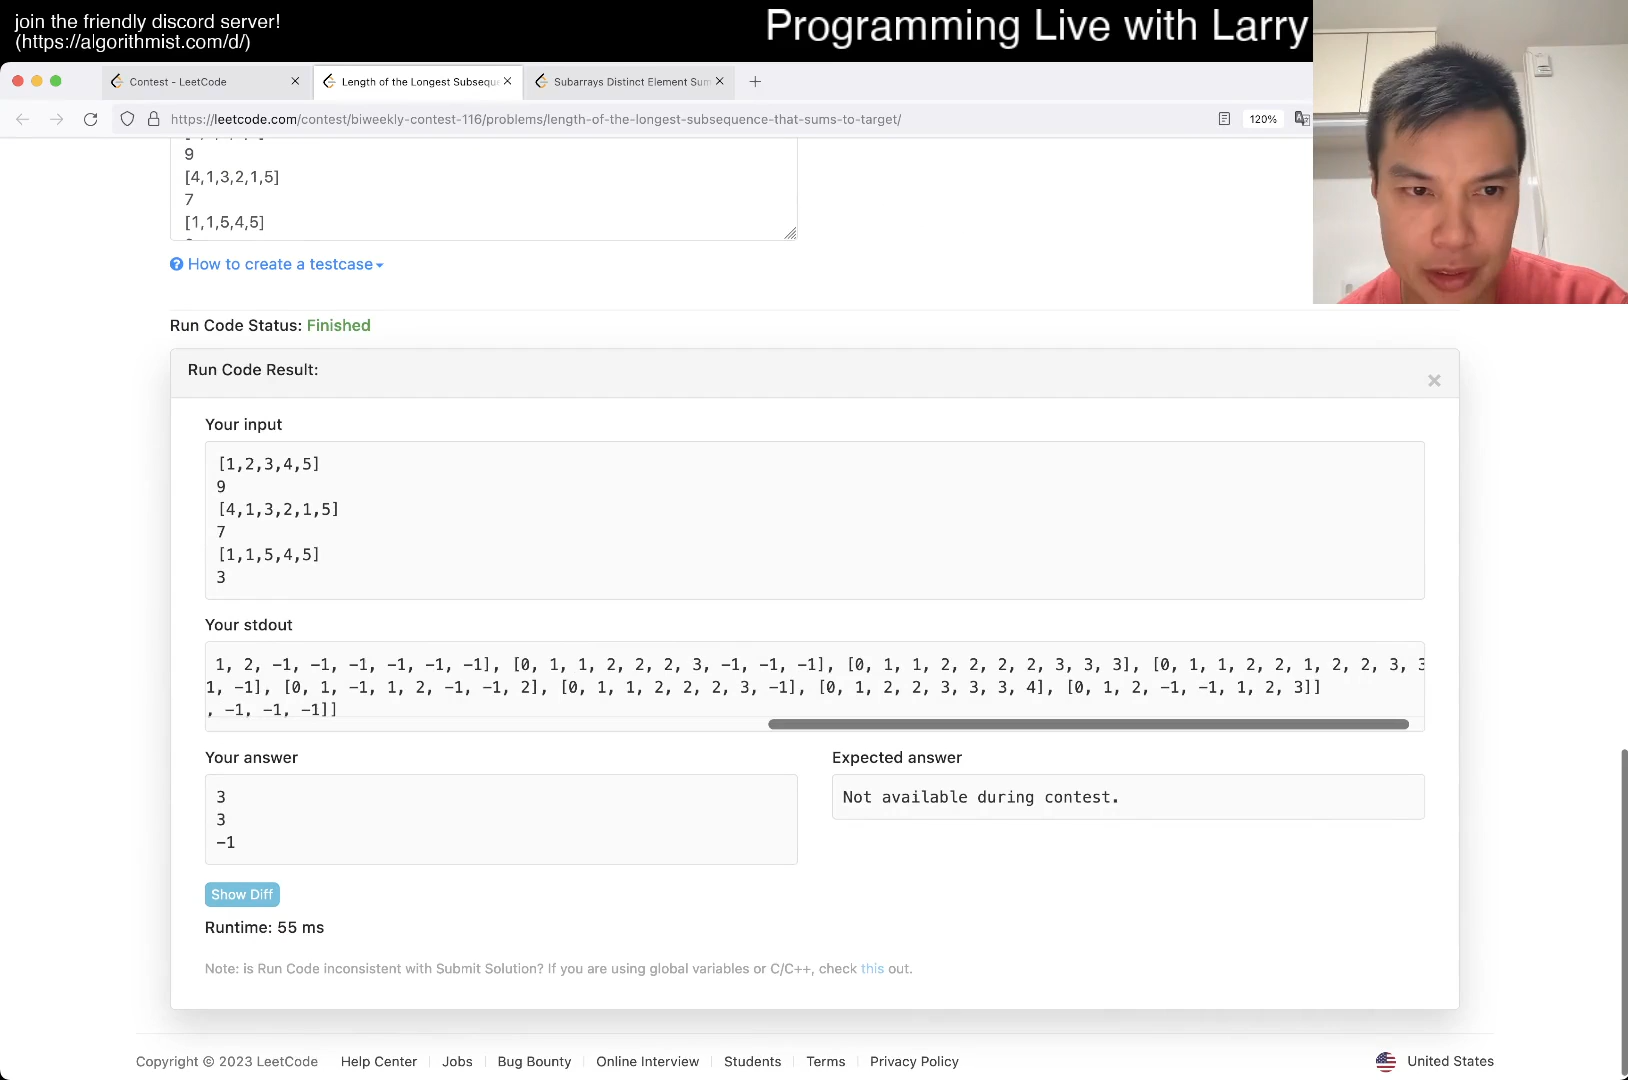 join the friendly discord server!
(https://algorithmist.com/d/)
Programming Live with Larry
Contest - LeetCode
Length of the Longest Subseque
Subarrays Distinct Element Sum
https://leetcode.com/contest/biweekly-contest-116/problems/length-of-the-longest-subsequence-that-sums-to-target/
120%
9
[4,1,3,2,1,5]
7
[1,1,5,4,5]
How to create a testcase
Run Code Status: Finished
Run Code Result:
Your input
[1,2,3,4,5]
9
[4,1,3,2,1,5]
7
[1,1,5,4,5]
3
Your stdout
1, 2, -1, -1, -1, -1, -1, -1], [0, 1, 1, 2, 2, 2, 3, -1, -1, -1], [0, 1, 1, 2, 2, 2, 2, 3, 3, 3], [0, 1, 1, 2, 2, 1, 2, 2, 3, 3
1, -1], [0, 1, -1, 1, 2, -1, -1, 2], [0, 1, 1, 2, 2, 2, 3, -1], [0, 1, 2, 2, 3, 3, 3, 4], [0, 1, 2, -1, -1, 1, 2, 3]]
, -1, -1, -1]]
Your answer
Expected answer
3
3
-1
Not available during contest.
Show Diff
Runtime: 55 ms
Note: is Run Code inconsistent with Submit Solution? If you are using global variables or C/C++, check this out.
Copyright © 2023 LeetCode
Help Center
Jobs
Bug Bounty
Online Interview
Students
Terms
Privacy Policy
United States